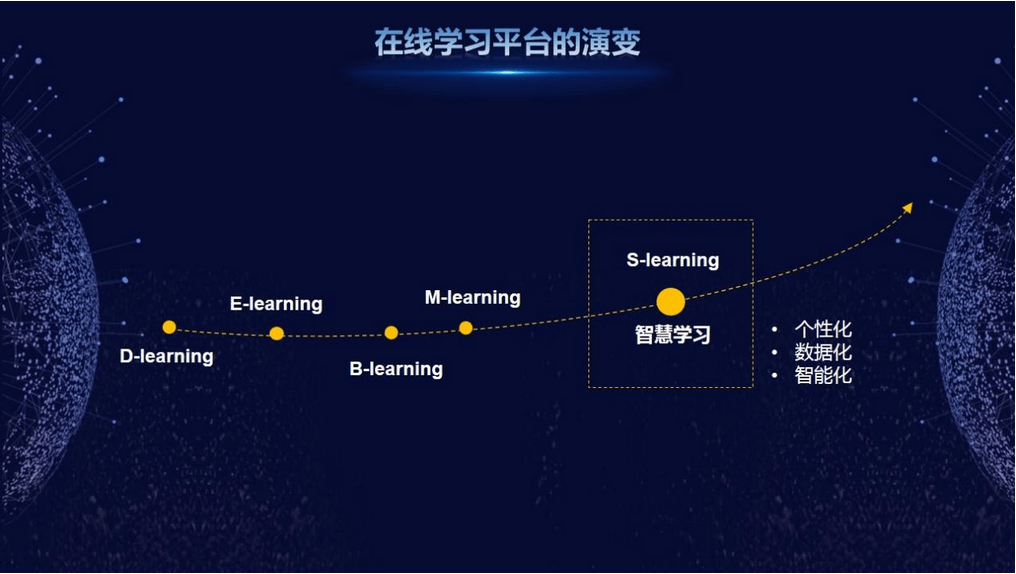 在线学习平台的演变
D-learning
E-learning
B-learning
M-learning
S-learning
智慧学习
• 个性化
• 数据化
• 智能化